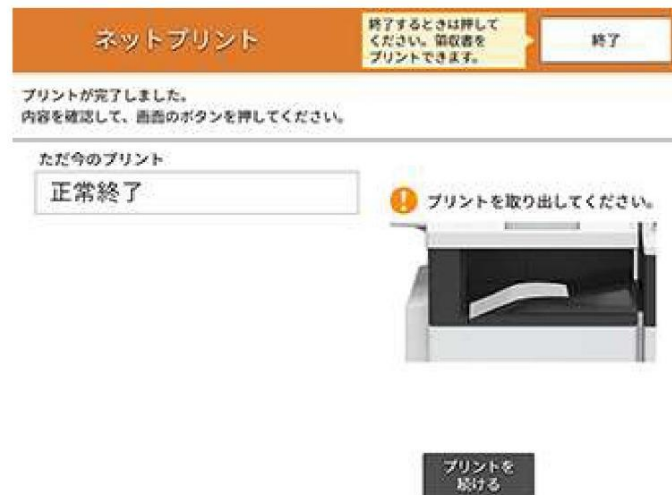 ネットプリント
終了するときは押して
ください。領収書を
プリントできます。
終了
プリントが完了しました。
内容を確認して、画面のボタンを押してください。
ただ今のプリント
正常終了
プリントを取り出してください。
プリントを
続ける